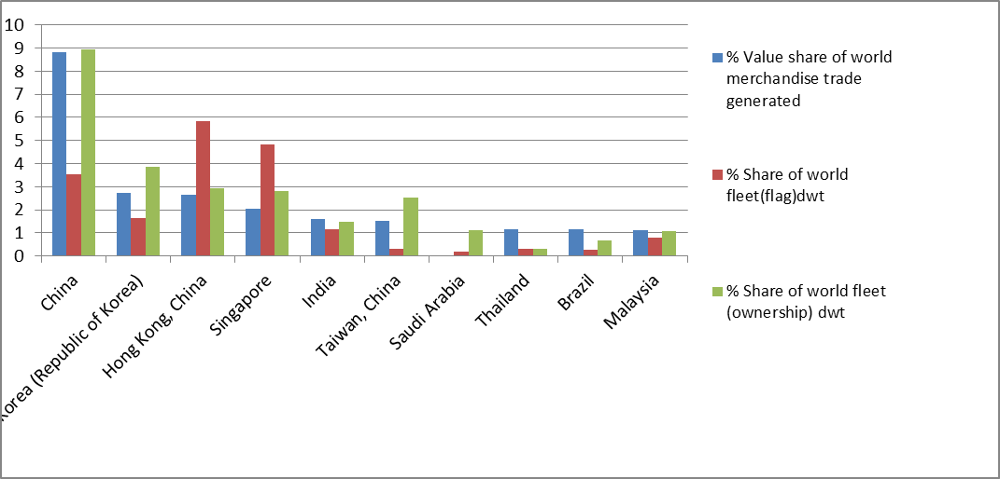 10
9
8
7
6
5
4
3
2
1
0
China
Korea (Republic of Korea)
Hong Kong, China
Singapore
India
Taiwan, China
Saudi Arabia
Thailand
Brazil
Malaysia
% Value share of world
merchandise trade
generated
% Share of world
fleet(flag)dwt
% Share of world fleet
(ownership) dwt